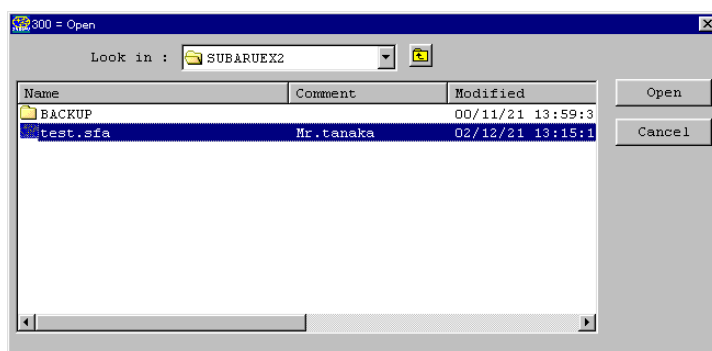 300 = Open
Look in : SUBARUEX2
Name Comment Modified Open
BACKUP 00/11/21 13:59:3
test.sfa Mr.tanaka 02/12/21 13:15:1 Cancel